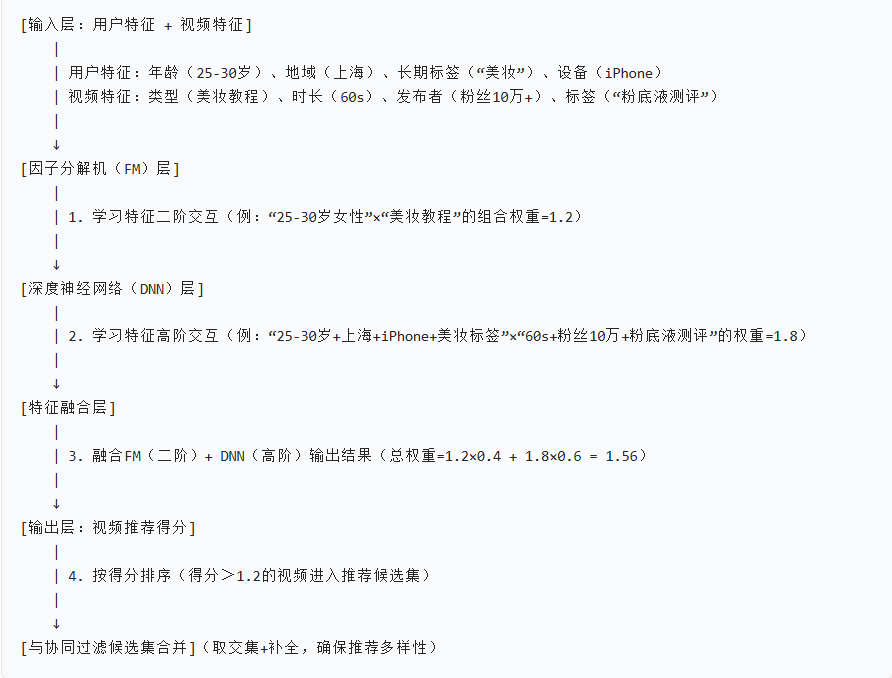 [输入层：用户特征 + 视频特征]
|
| 用户特征：年龄（25-30岁）、地域（上海）、长期标签（“美妆”）、设备（iPhone）
| 视频特征：类型（美妆教程）、时长（60s）、发布者（粉丝10万+）、标签（“粉底液测评”）
|
↓
[因子分解机（FM）层]
|
| 1. 学习特征二阶交互（例：“25-30岁女性”×“美妆教程”的组合权重=1.2）
|
↓
[深度神经网络（DNN）层]
|
| 2. 学习特征高阶交互（例：“25-30岁+上海+iPhone+美妆标签”×“60s+粉丝10万+粉底液测评”的权重=1.8）
|
↓
[特征融合层]
|
| 3. 融合FM（二阶）+ DNN（高阶）输出结果（总权重=1.2×0.4 + 1.8×0.6 = 1.56）
|
↓
[输出层：视频推荐得分]
|
| 4. 按得分排序（得分＞1.2的视频进入推荐候选集）
|
↓
[与协同过滤候选集合并]（取交集+补全，确保推荐多样性）